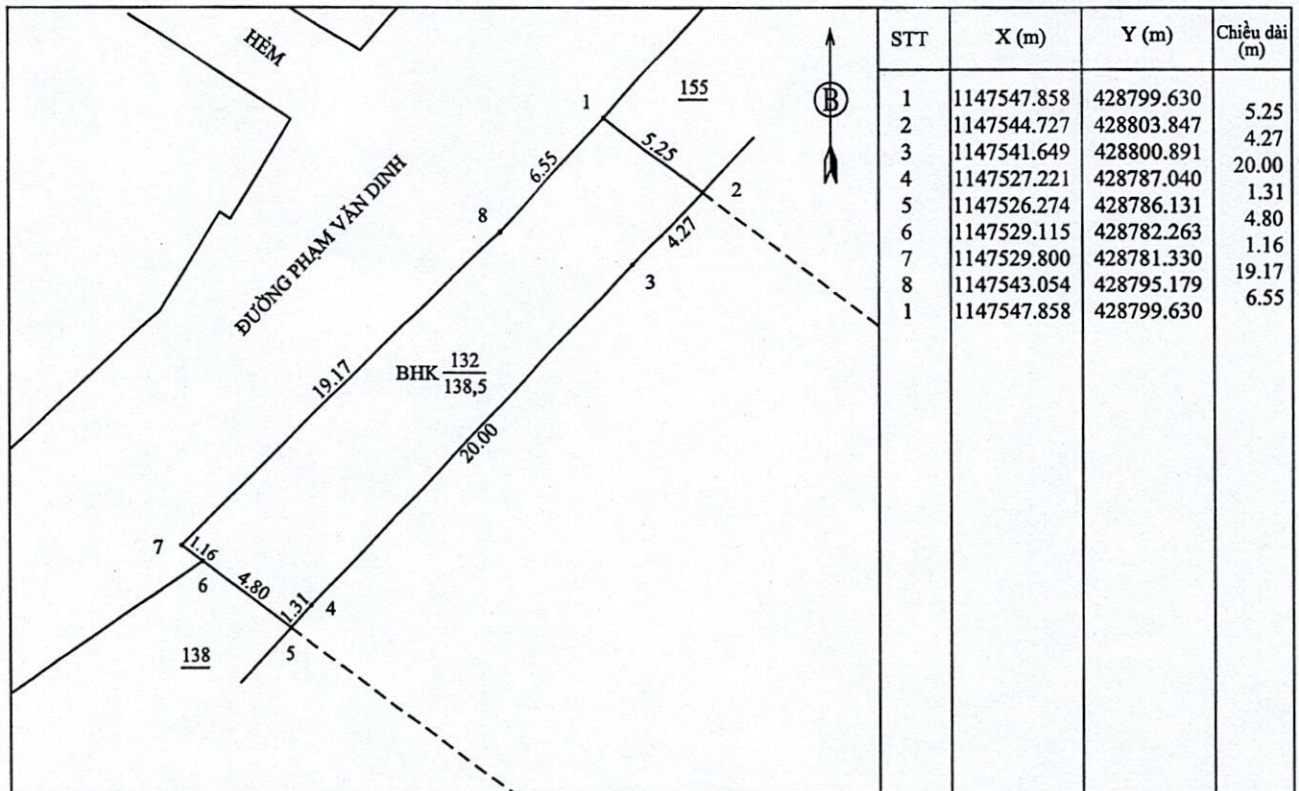 HẺM
155
B
1
5.25
2
6.55
8
4.27
3
ĐƯỜNG PHẠM VĂN DINH
19.17
BHK 132
138,5
20.00
7
1.16
6
4.80
1.31
4
5
138
STT X (m) Y (m) Chiều dài
(m)
1 1147547.858 428799.630
5.25
2 1147544.727 428803.847
4.27
3 1147541.649 428800.891
20.00
4 1147527.221 428787.040
1.31
5 1147526.274 428786.131
4.80
6 1147529.115 428782.263
1.16
7 1147529.800 428781.330
19.17
8 1147543.054 428795.179
6.55
1 1147547.858 428799.630